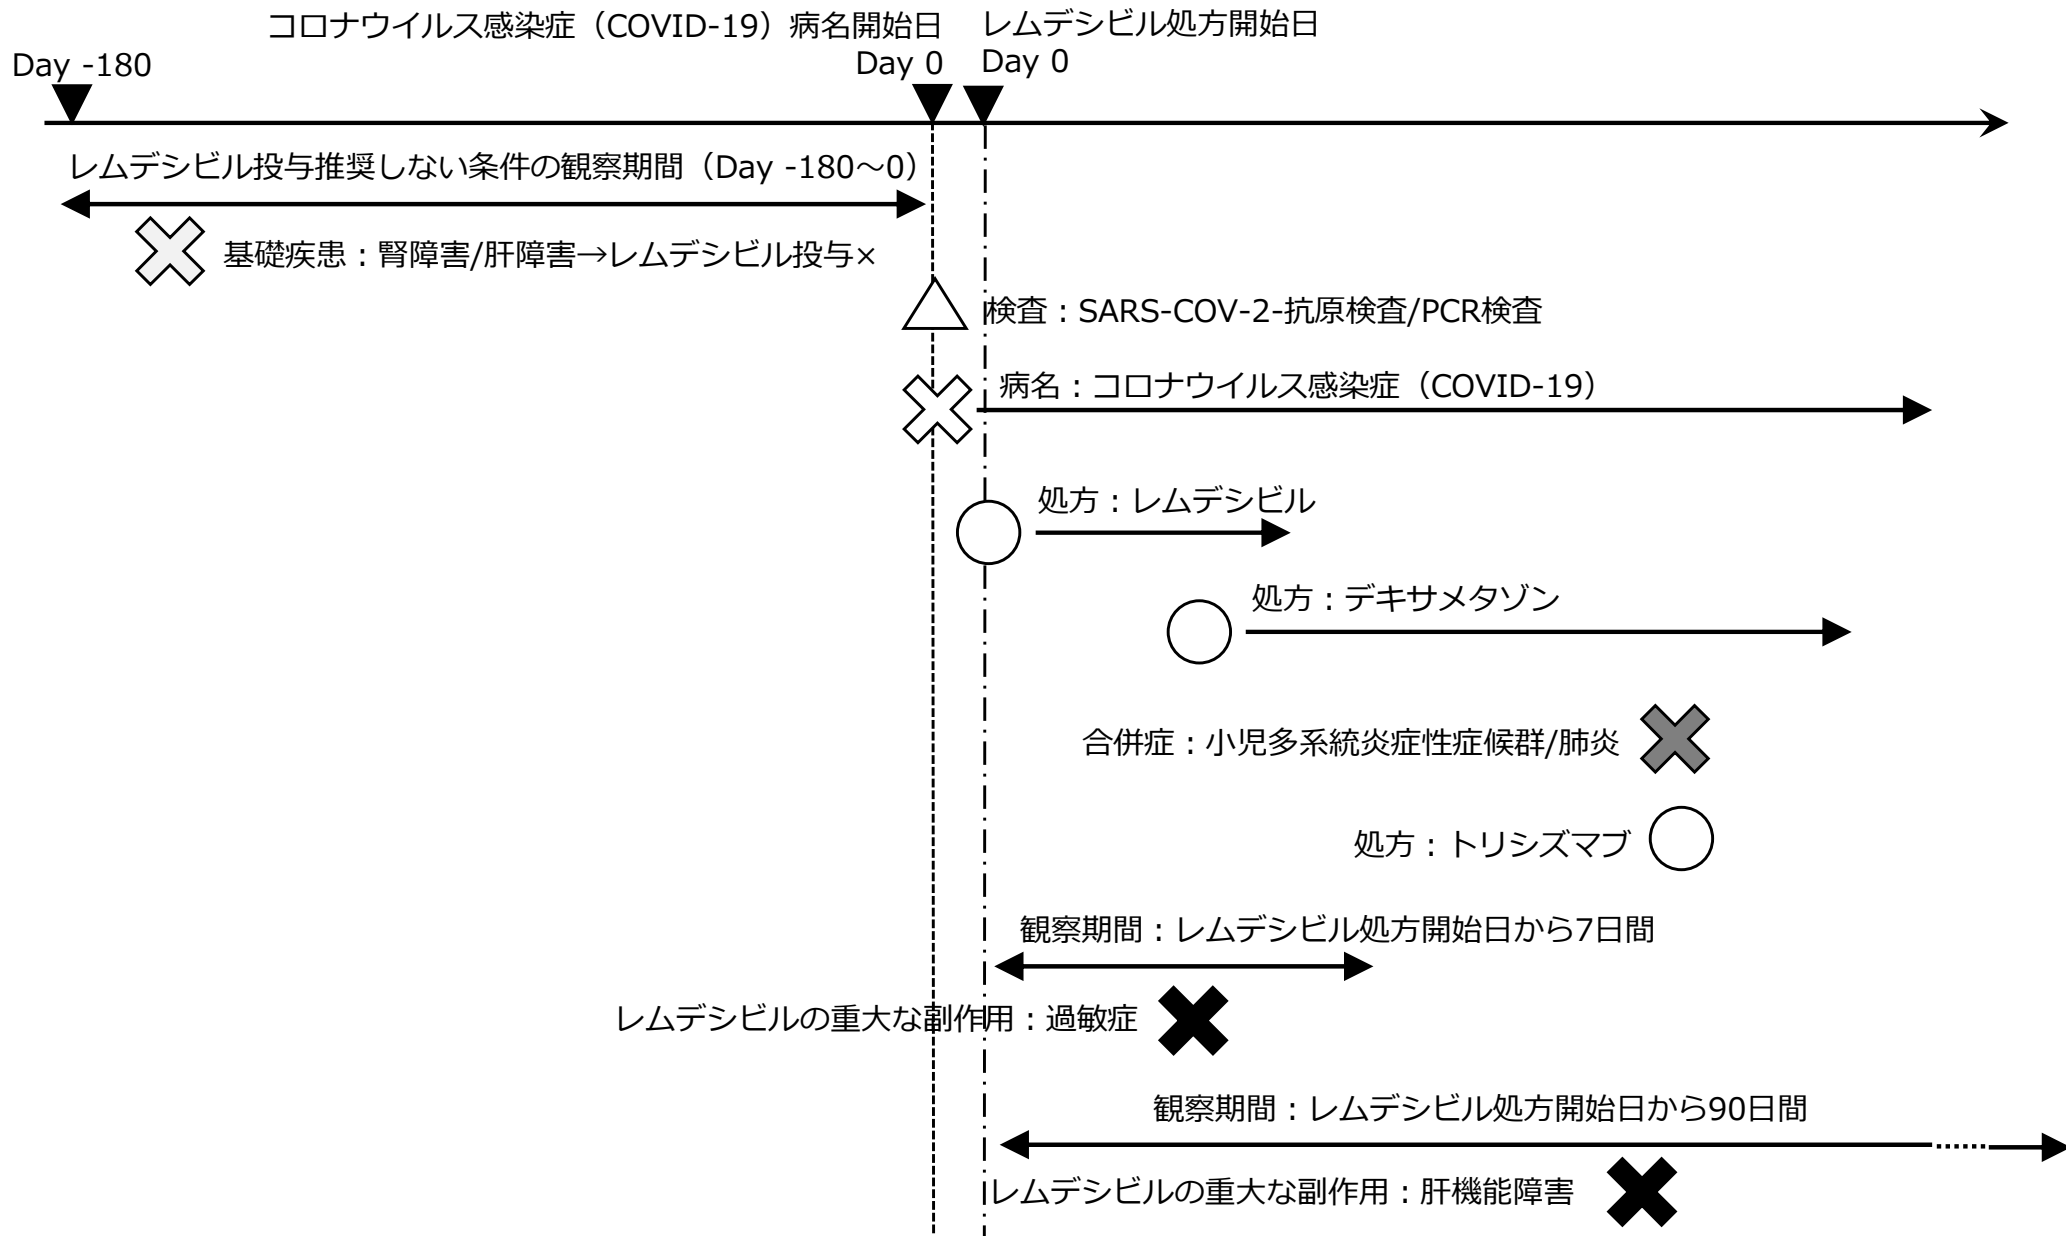 コロナウイルス感染症（COVID-19）病名開始日
レムデシビル処方開始日
Day -180
Day 0
Day 0
レムデシビル投与推奨しない条件の観察期間（Day -180～0）
基礎疾患：腎障害/肝障害→レムデシビル投与×
検査：SARS-COV-2-抗原検査/PCR検査
病名：コロナウイルス感染症（COVID-19）
処方：レムデシビル
処方：デキサメタゾン
合併症：小児多系統炎症性症候群/肺炎
処方：トリシズマブ
観察期間：レムデシビル処方開始日から7日間
レムデシビルの重大な副作用：過敏症
観察期間：レムデシビル処方開始日から90日間
レムデシビルの重大な副作用：肝機能障害